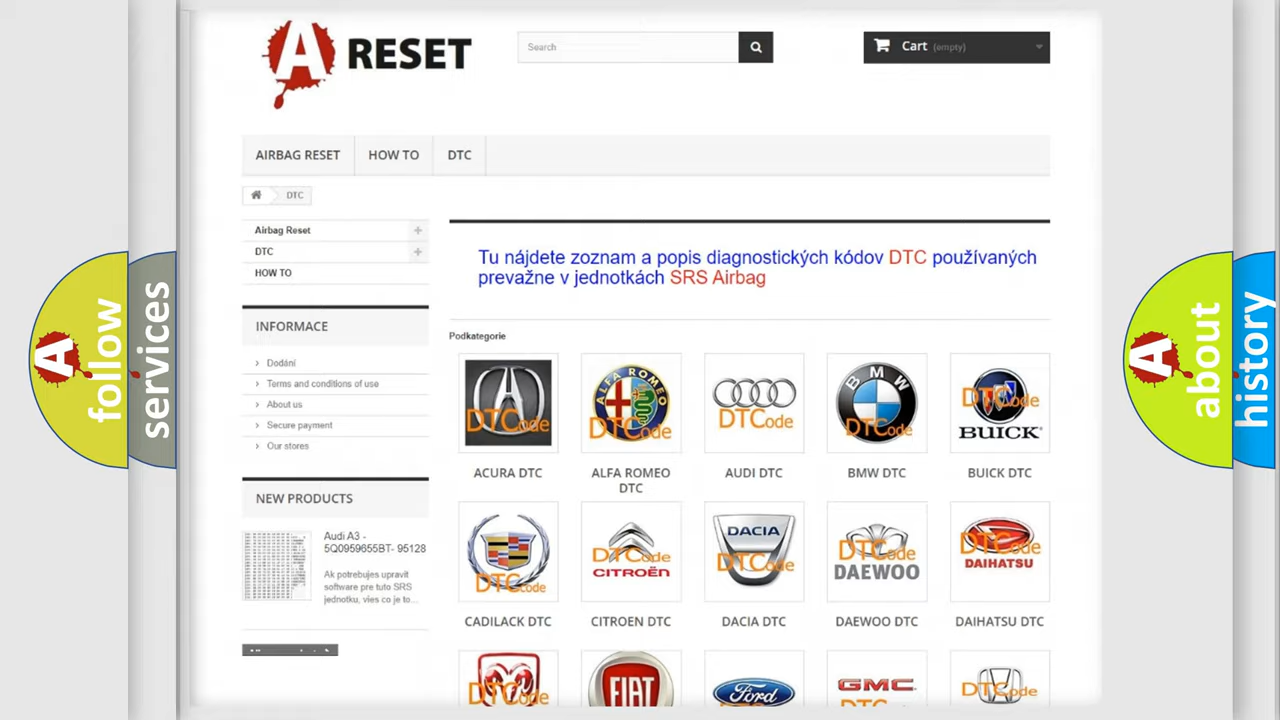 A RESET
Search
Cart (empty)
AIRBAG RESET
HOW TO
DTC
DTC
Airbag Reset
DTC
HOW TO
INFORMACE
Dodání
Terms and conditions of use
About us
Secure payment
Our stores
NEW PRODUCTS
Audi A3 -
5Q0959655BT- 95128
Ak potrebujes upravit
software pre tuto SRS
jednotku, vies co je to...
Tu nájdete zoznam a popis diagnostických kódov DTC používaných
prevažne v jednotkách SRS Airbag
Podkategorie
DTCode
ALFA ROMEO
DTCode
DTCode
BMW
DTCode
DTCode
BUICK
ACURA DTC
ALFA ROMEO
DTC
AUDI DTC
BMW DTC
BUICK DTC
DTCode
DTCode
CITROËN
DACIA
DTCode
DTCode
DAEWOO
DTCode
DAIHATSU
CADILACK DTC
CITROEN DTC
DACIA DTC
DAEWOO DTC
DAIHATSU DTC
DTCode
FIAT
Ford
GMC
DTCode
A follow
services
A about
history